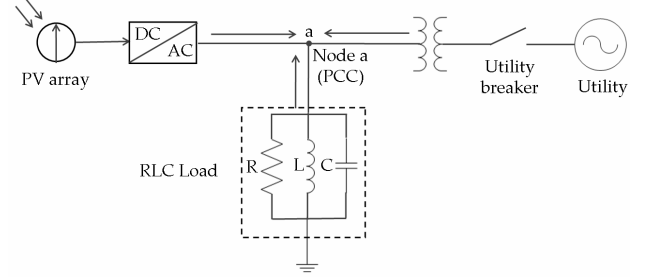 DC
AC
a
Node a
(PCC)
PV array
Utility
breaker
Utility
RLC Load
R
L
C